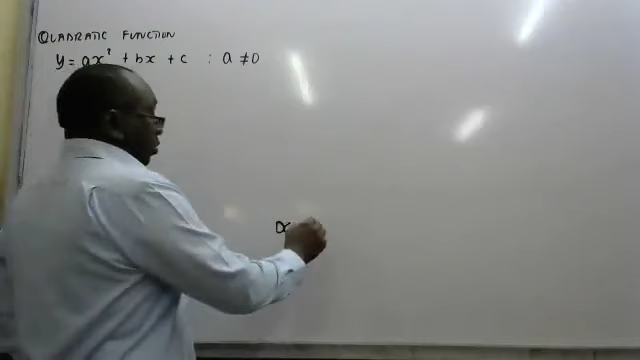 QUADRATIC FUNCTION
y = ax² + bx + c : a ≠ 0
x